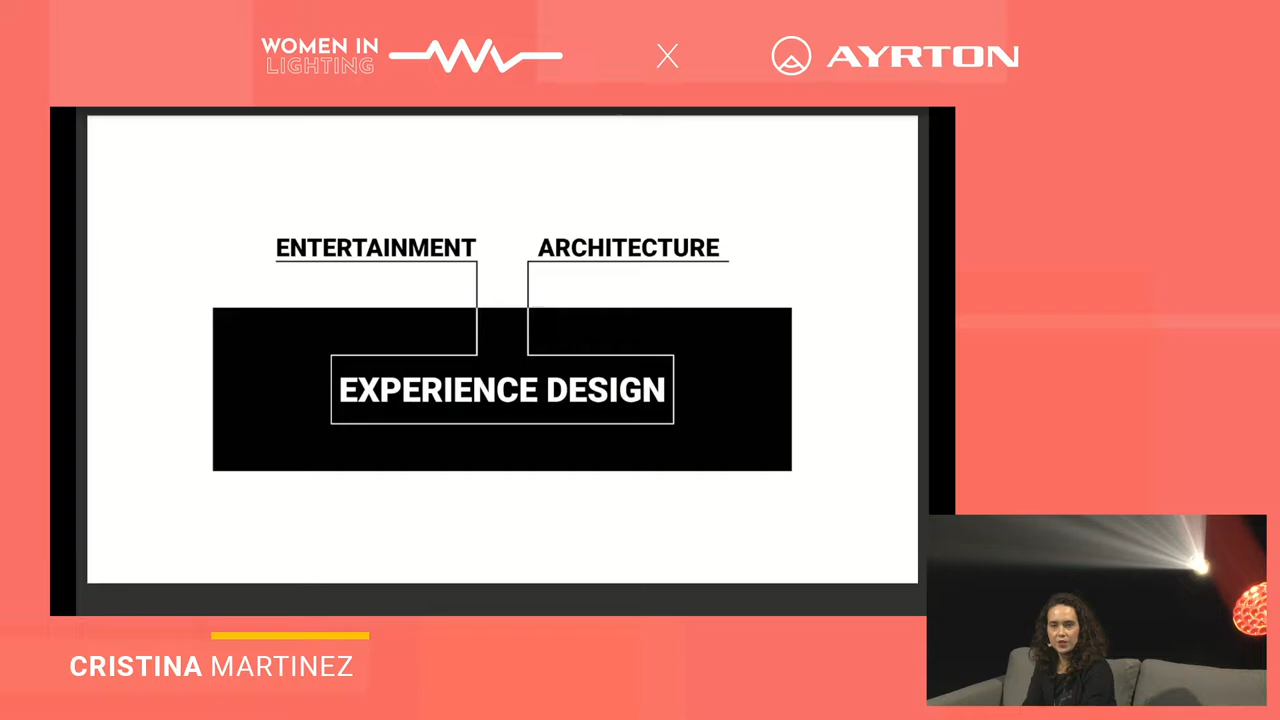 WOMEN IN
LIGHTING
AYRTON
ENTERTAINMENT ARCHITECTURE
EXPERIENCE DESIGN
CRISTINA MARTINEZ